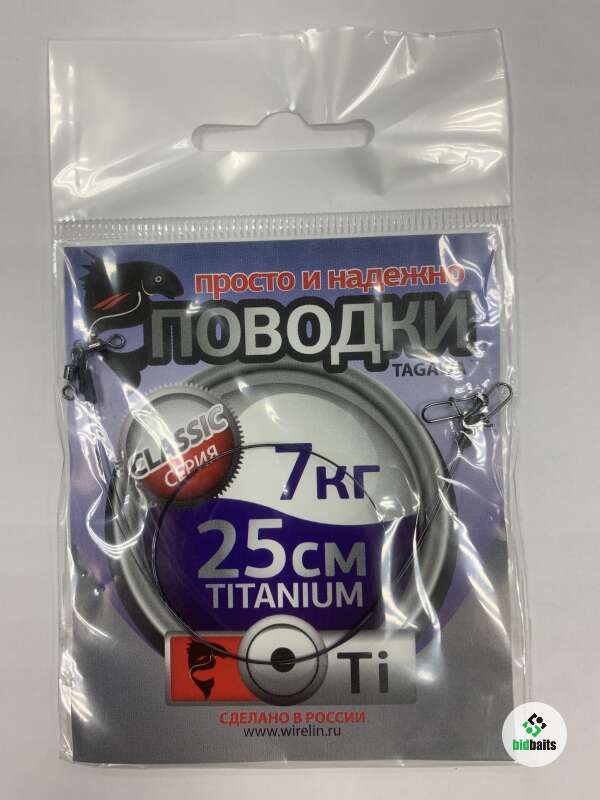 просто и надежно
ПОВОДКИ
CLASSIC
СЕРИЯ
7кг
25см
TITANIUM
Ti
СДЕЛАНО В РОССИИ
www.wirelin.ru
bidbaits